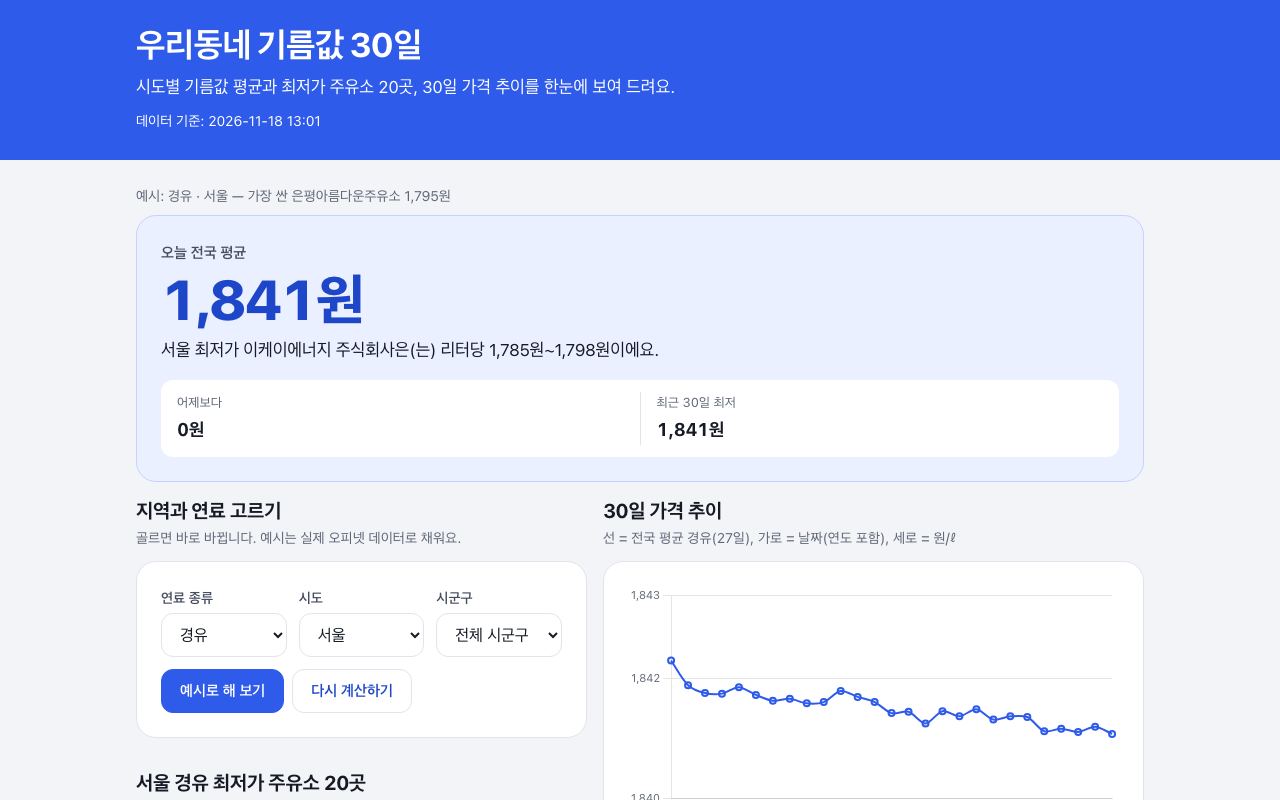 우리동네 기름값 30일
시도별 기름값 평균과 최저가 주유소 20곳, 30일 가격 추이를 한눈에 보여 드려요.
데이터 기준: 2026-11-18 13:01
예시: 경유 · 서울 — 가장 싼 은평아름다운주유소 1,795원
오늘 전국 평균
1,841원
서울 최저가 이케이에너지 주식회사은(는) 리터당 1,785원~1,798원이에요.
어제보다
0원
최근 30일 최저
1,841원
지역과 연료 고르기
골르면 바로 바뀝니다. 예시는 실제 오피넷 데이터로 채워요.
연료 종류
시도
시군구
경유
서울
전체 시군구
예시로 해 보기
다시 계산하기
서울 경유 최저가 주유소 20곳
30일 가격 추이
선 = 전국 평균 경유(27일), 가로 = 날짜(연도 포함), 세로 = 원/ℓ
1,843
1,842
1,840